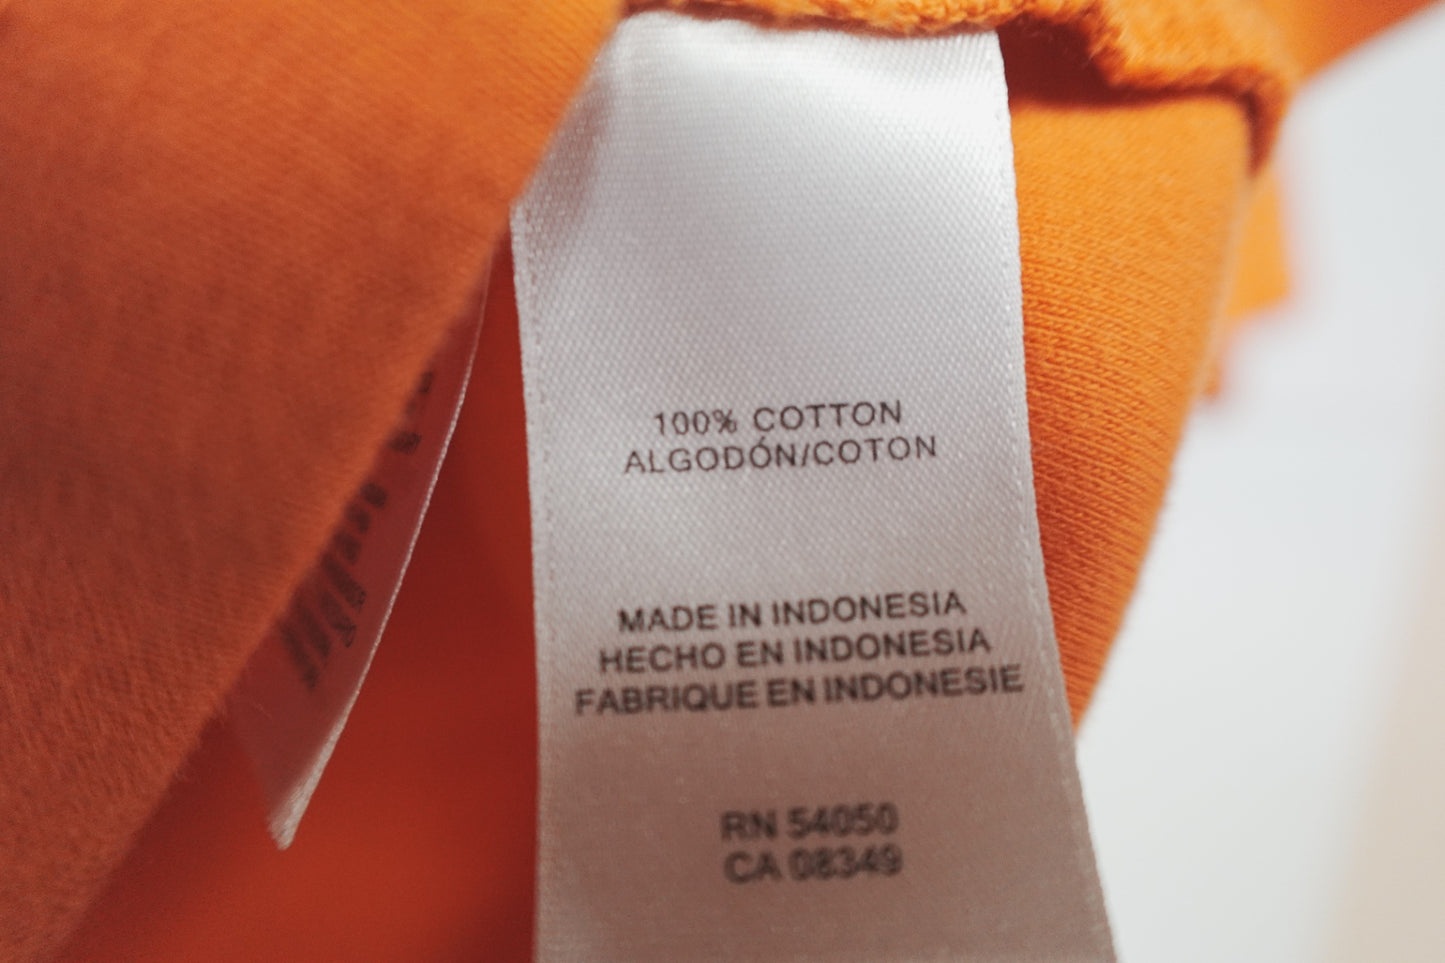 100% COTTON
ALGODÓN/COTON
MADE IN INDONESIA
HECHO EN INDONESIA
FABRIQUE EN INDONESIE
RN 54050
CA 08349